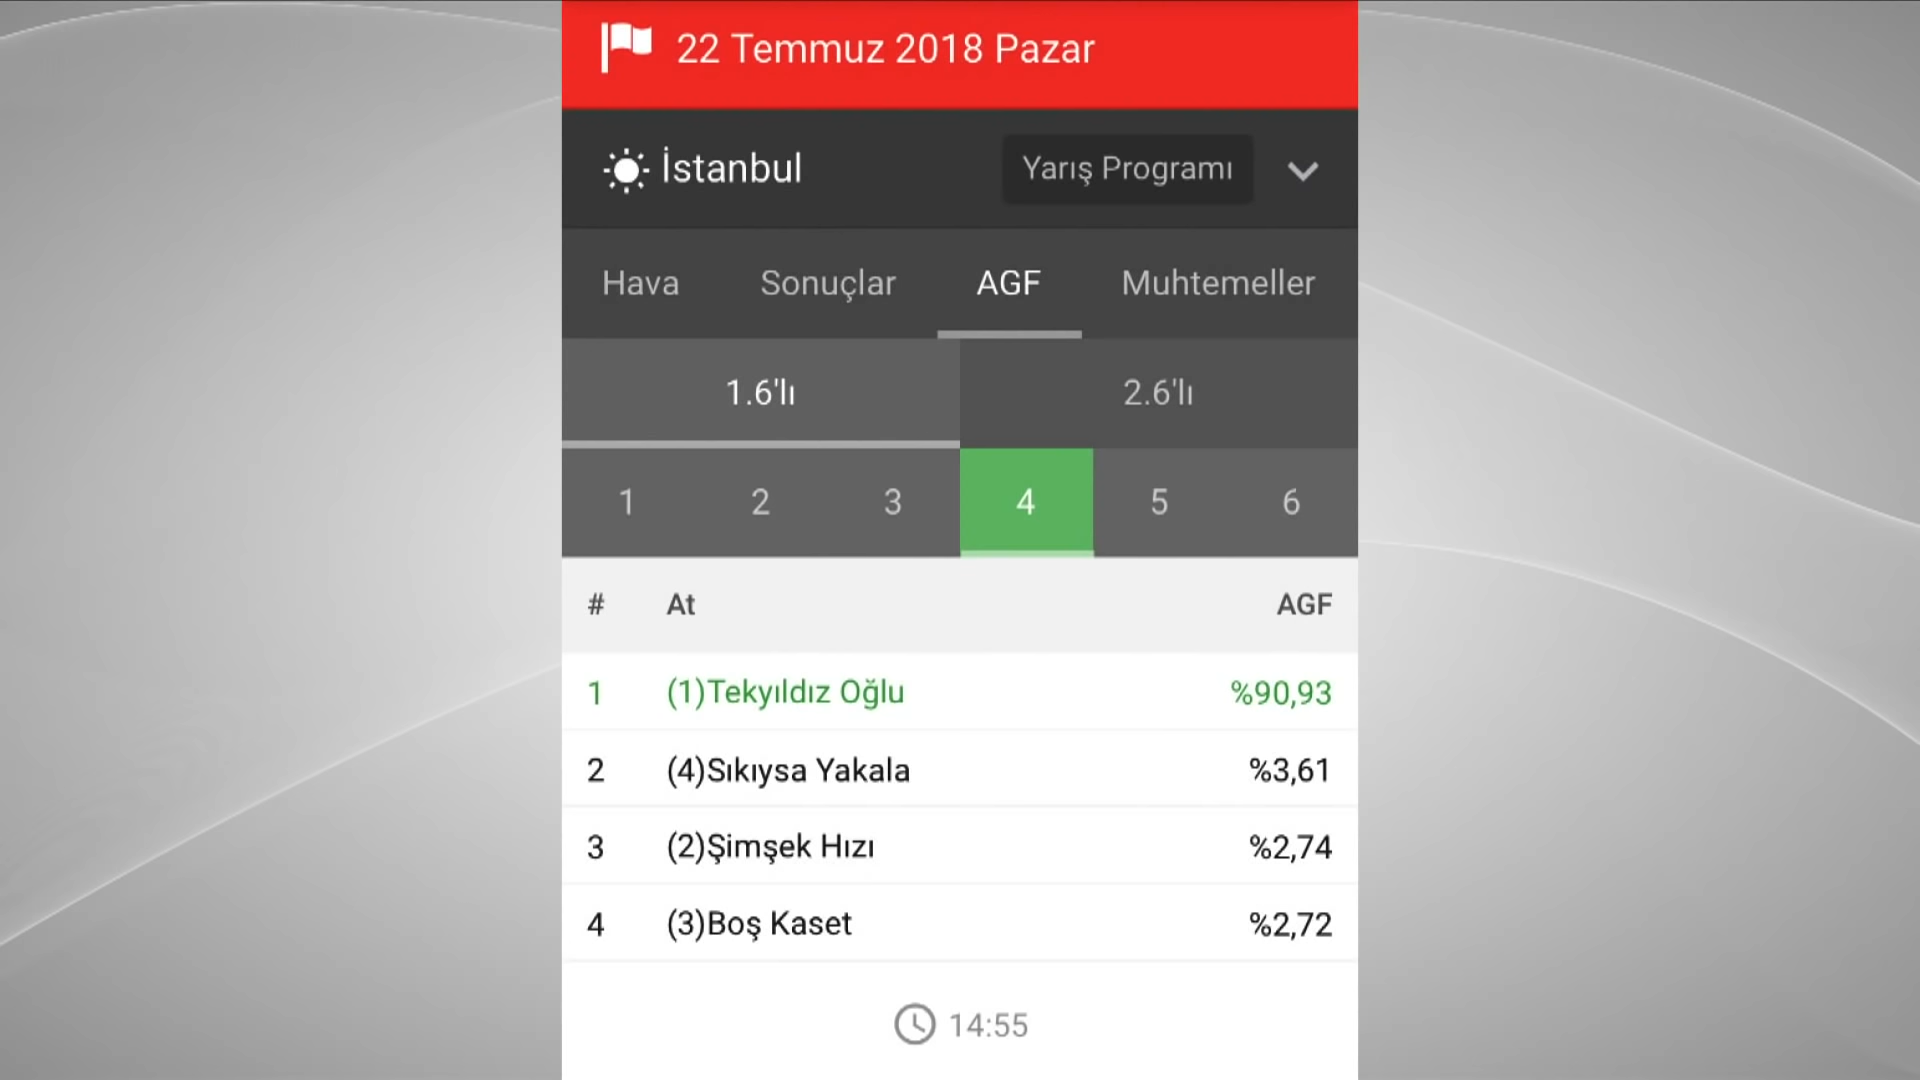 22 Temmuz 2018 Pazar
İstanbul Yarış Programı
Hava Sonuçlar AGF Muhtemeller
1.6'lı 2.6'lı
1 2 3 4 5 6
# At AGF
1 (1)Tekyıldız Oğlu %90,93
2 (4)Sıkıysa Yakala %3,61
3 (2)Şimşek Hızı %2,74
4 (3)Boş Kaset %2,72
14:55